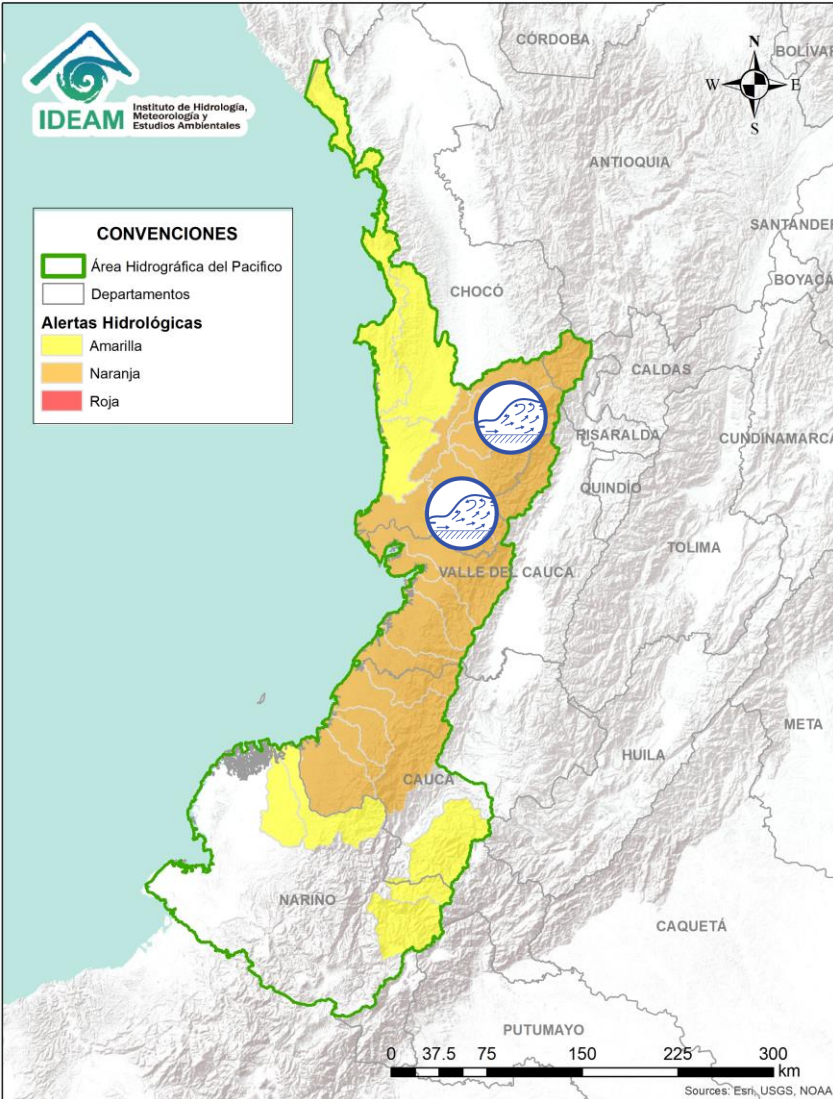 IDEAM
Instituto de Hidrología,
Meteorología y
Estudios Ambientales
CONVENCIONES
Área Hidrográfica del Pacifico
Departamentos
Alertas Hidrológicas
Amarilla
Naranja
Roja
N
W
E
S
CÓRDOBA
BOLÍVAR
ANTIOQUIA
SANTANDER
BOYACÁ
CHOCÓ
CALDAS
RISARALDA
CUNDINAMARCA
QUINDÍO
TOLIMA
VALLE DEL CAUCA
META
HUILA
CAUCA
NARIÑO
CAQUETÁ
PUTUMAYO
0 37.5 75 150 225 300
km
Sources: Esri, USGS, NOAA